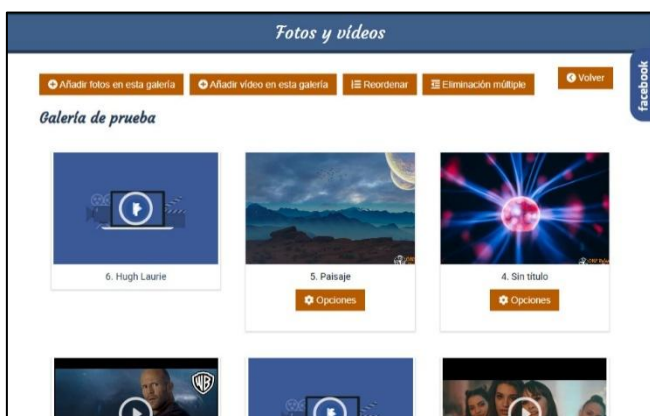 Fotos y vídeos
Añadir fotos en esta galería
Añadir vídeo en esta galería
Reordenar
Eliminación múltiple
Volver
facebook
Galería de prueba
6. Hugh Laurie
5. Paisaje
Opciones
4. Sin título
Opciones
WB